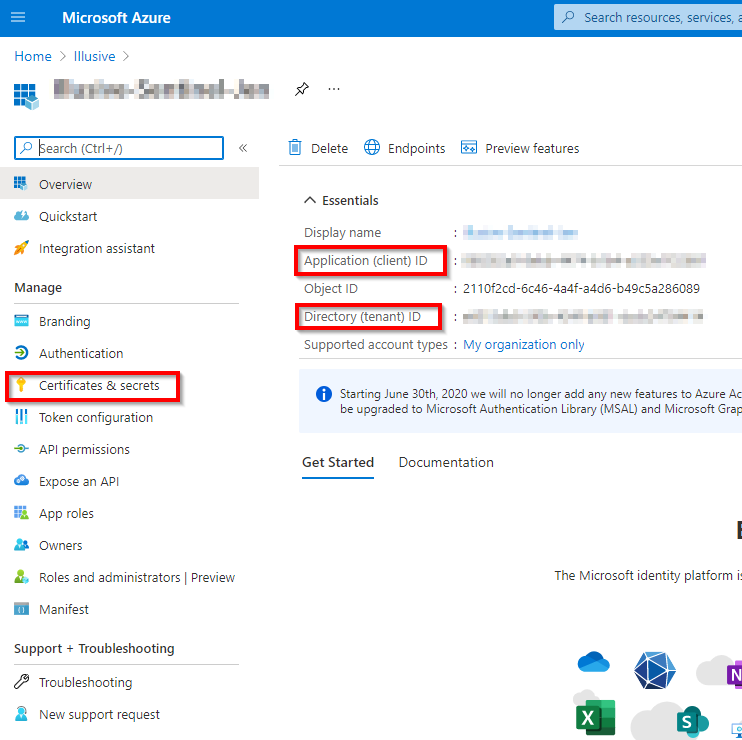 Microsoft Azure
Search resources, services, a
Home > Illusive >
...
Search (Ctrl+/)
«
Delete
Endpoints
Preview features
Overview
Quickstart
Integration assistant
Manage
Branding
Authentication
Certificates & secrets
Token configuration
API permissions
Expose an API
App roles
Owners
Roles and administrators | Preview
Manifest
Support + Troubleshooting
Troubleshooting
New support request
Essentials
Display name :
Application (client) ID :
Object ID : 2110f2cd-6c46-4a4f-a4d6-b49c5a286089
Directory (tenant) ID :
Supported account types : My organization only
Starting June 30th, 2020 we will no longer add any new features to Azure Ac
be upgraded to Microsoft Authentication Library (MSAL) and Microsoft Grap
Get Started
Documentation
The Microsoft identity platform is
N
X
S